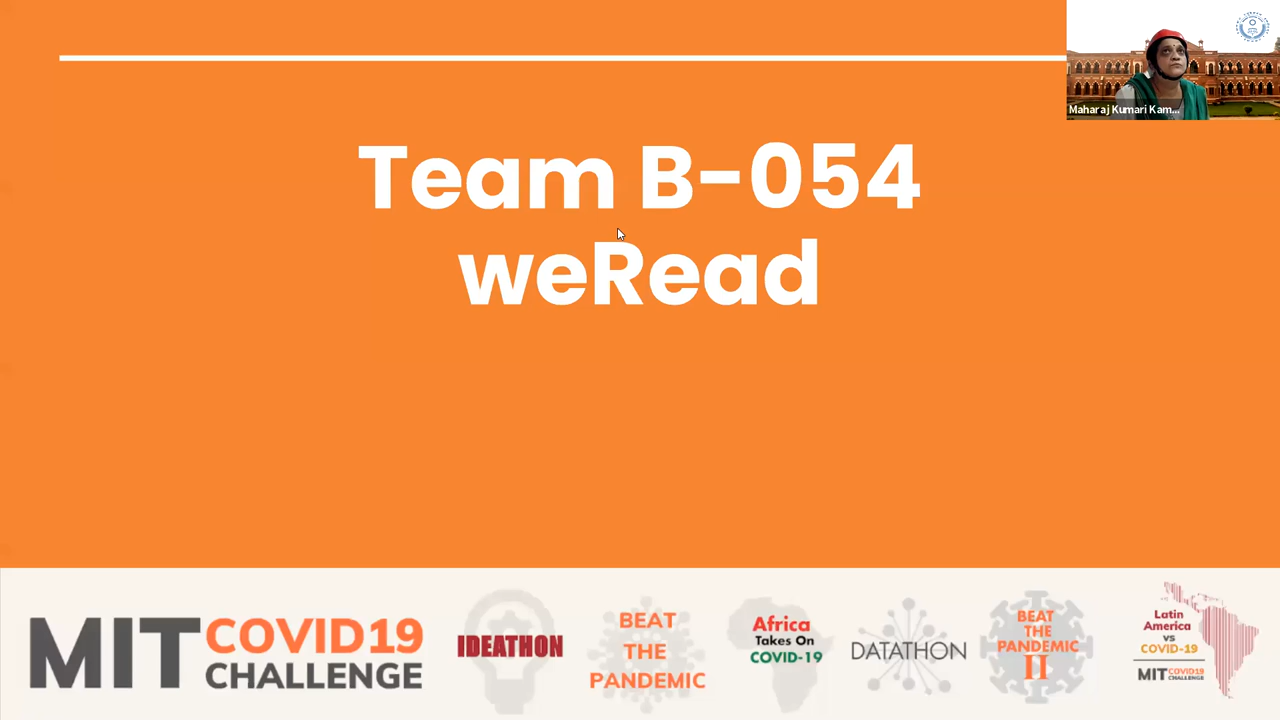 Maharaj Kumari Kam...
Team B-054
weRead
MIT COVID19
CHALLENGE
IDEATHON
BEAT
THE
PANDEMIC
Africa
Takes On
COVID-19
DATATHON
BEAT
THE
PANDEMIC
II
Latin
America
vs
COVID-19
MIT COVID19
CHALLENGE